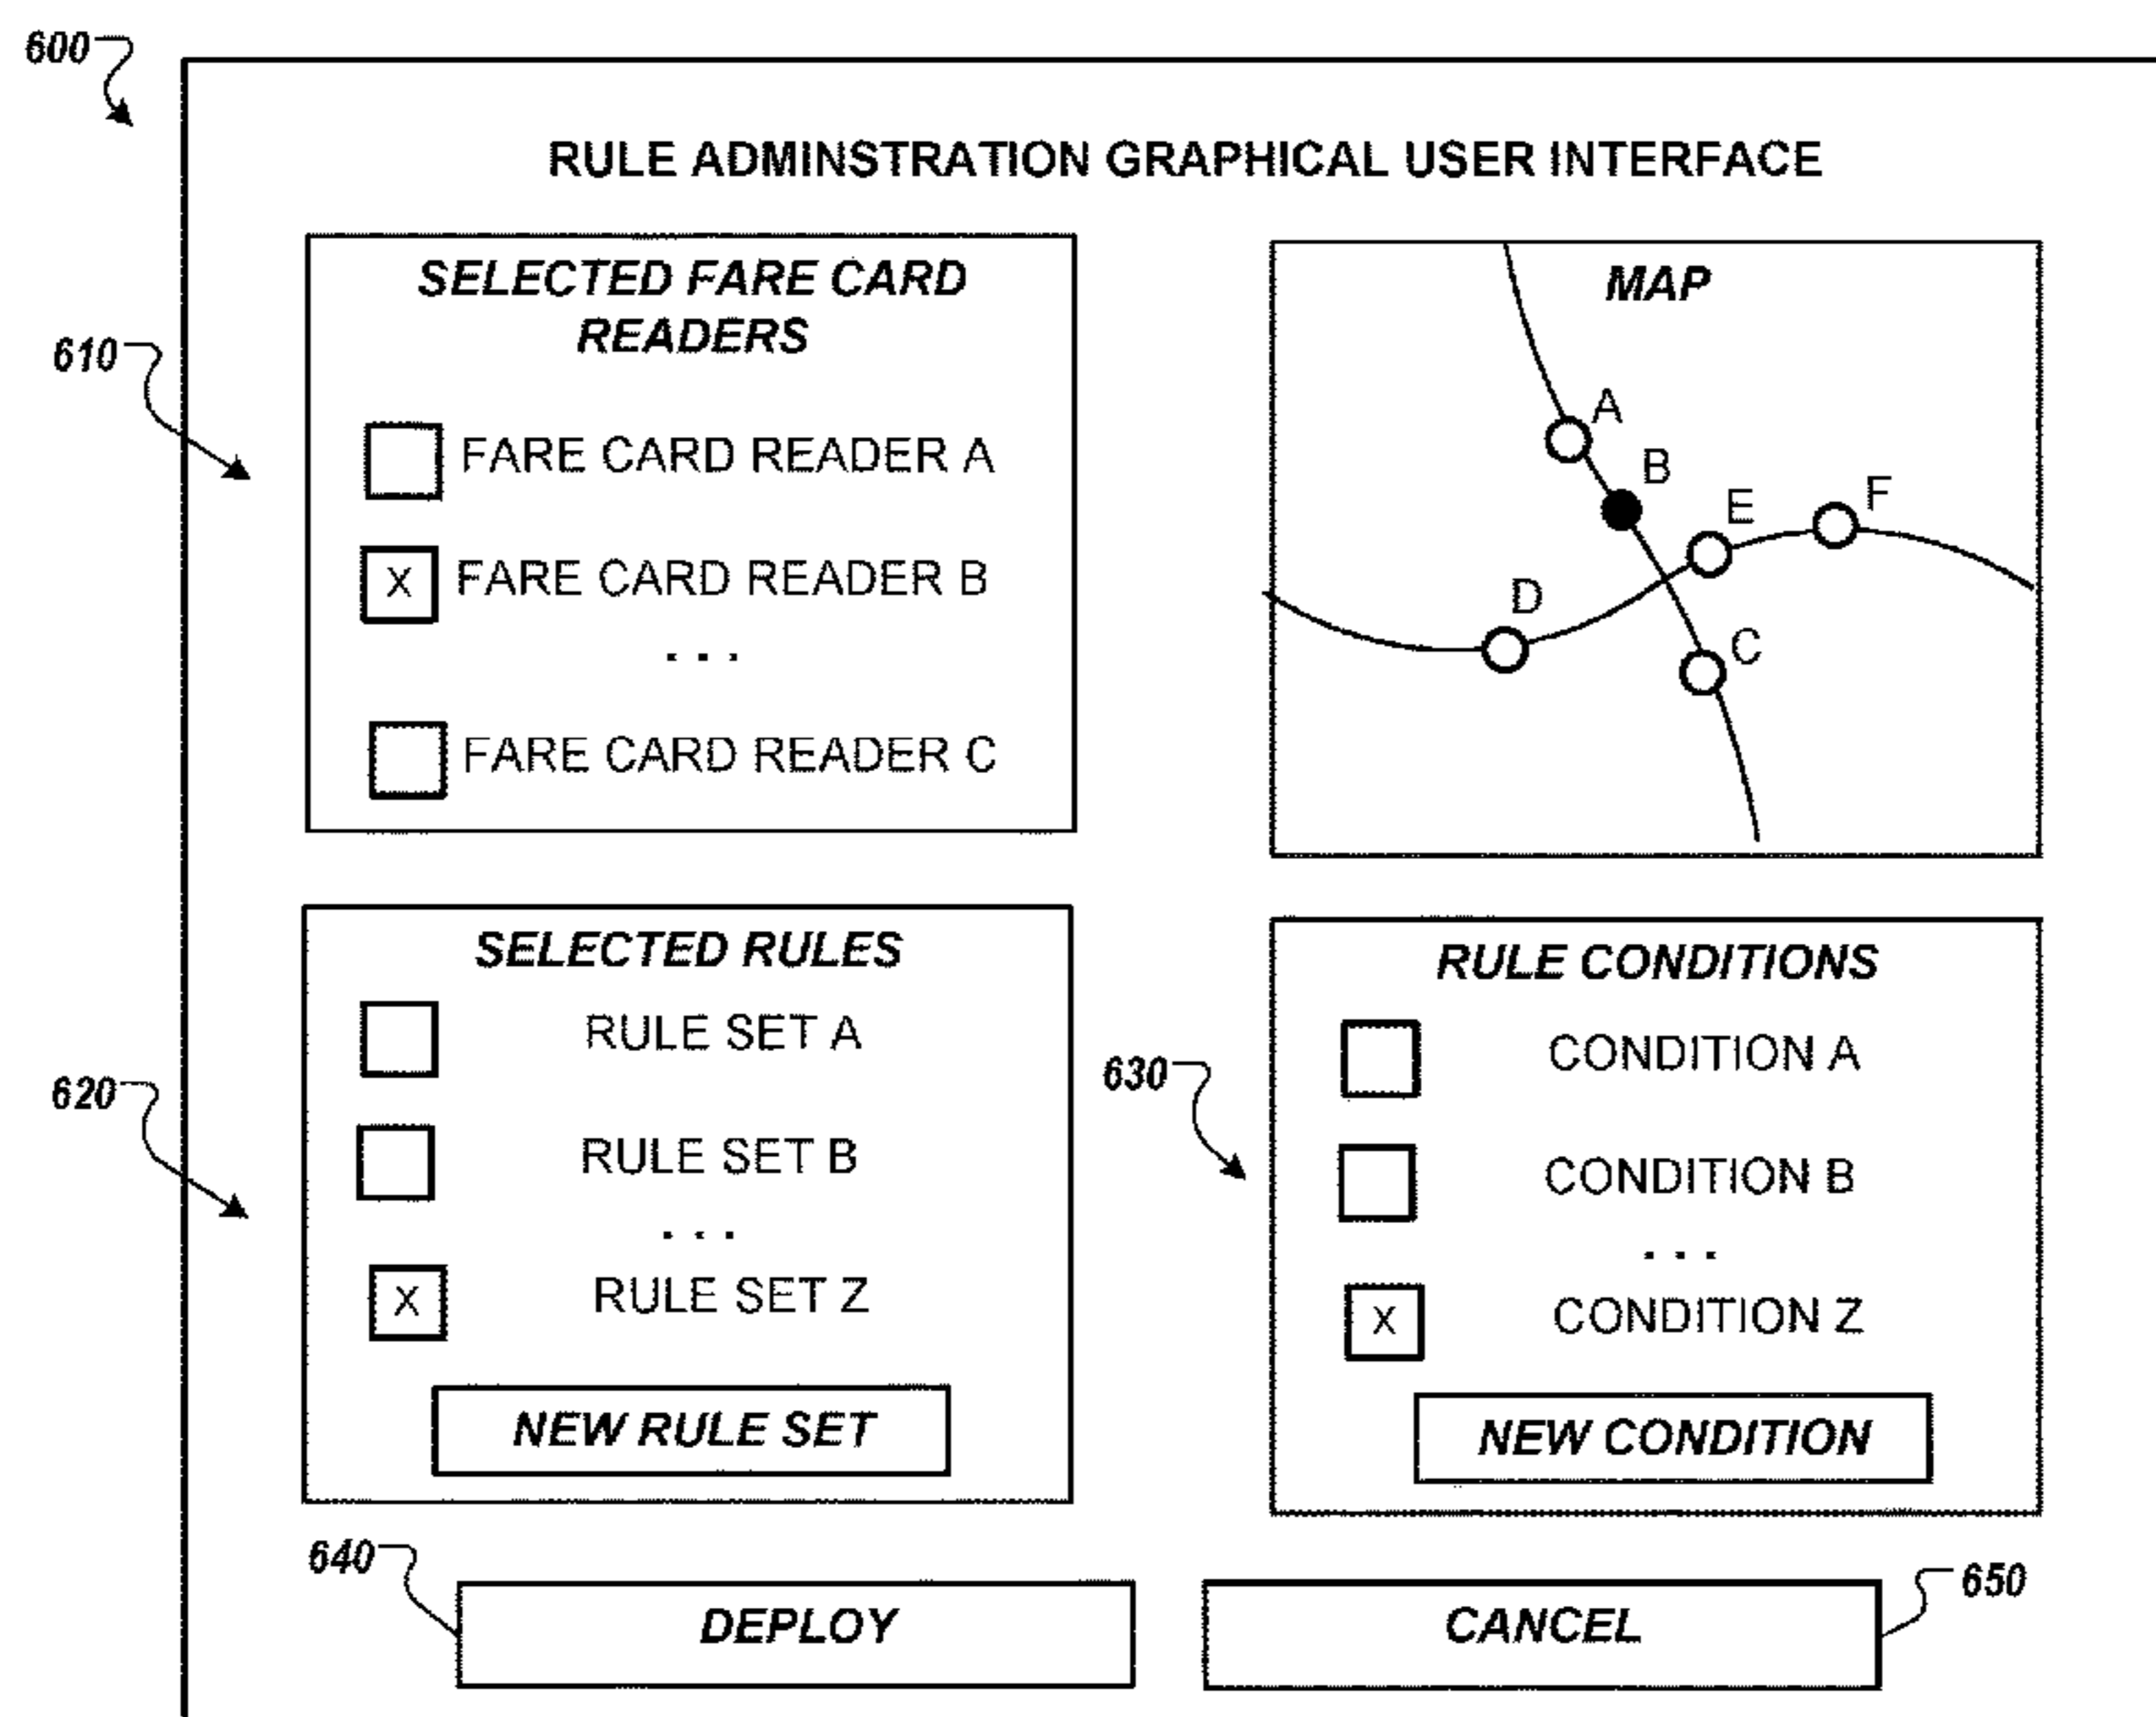 600
RULE ADMINSTRATION GRAPHICAL USER INTERFACE
610
SELECTED FARE CARD
READERS
FARE CARD READER A
X FARE CARD READER B
. . .
FARE CARD READER C
MAP
A
B
E
F
D
C
620
SELECTED RULES
RULE SET A
RULE SET B
. . .
X RULE SET Z
NEW RULE SET
630
RULE CONDITIONS
CONDITION A
CONDITION B
. . .
X CONDITION Z
NEW CONDITION
640
DEPLOY
CANCEL
650